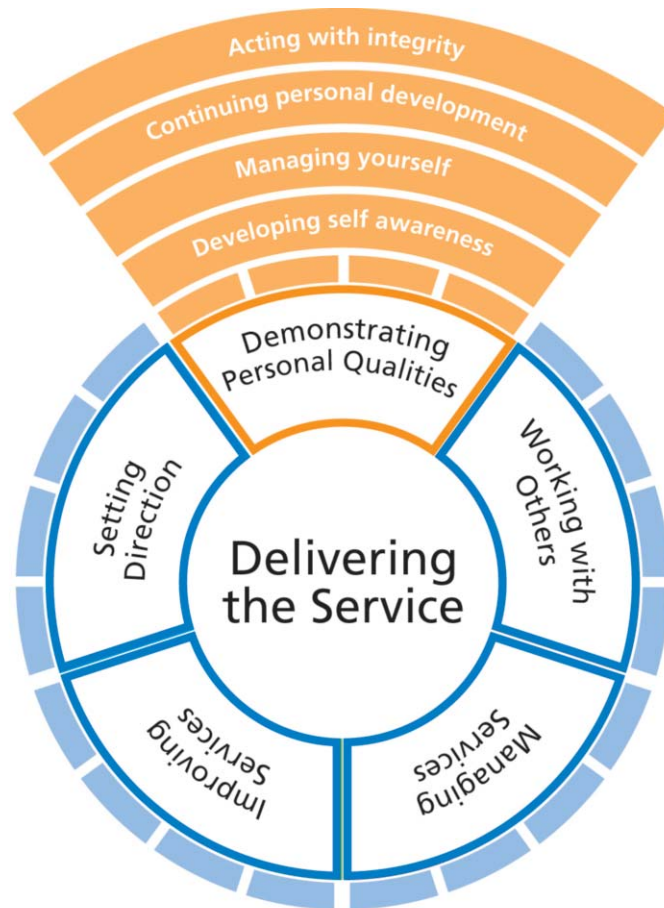 Acting with integrity
Continuing personal development
Managing yourself
Developing self awareness
Demonstrating
Personal Qualities
Setting
Direction
Working with
Others
Delivering
the Service
Improving
Services
Managing
Services